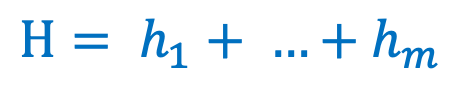 H = h₁ + … + hₘ